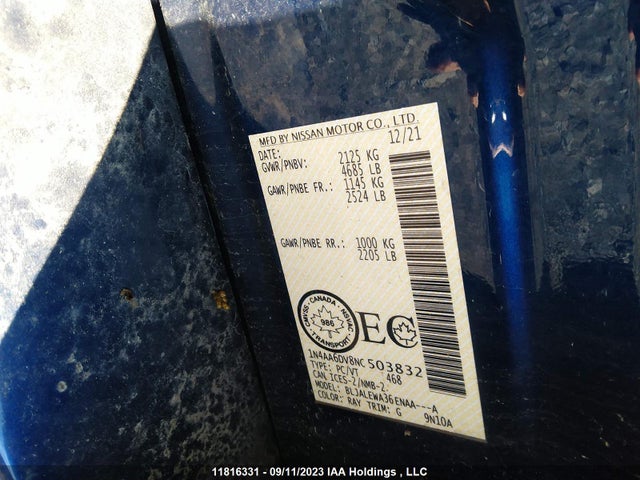 MFD BY NISSAN MOTOR CO., LTD.
DATE: 12/21
GVWR/PNBV: 2125 KG
4685 LB
GAWR/PNBE FR.: 1145 KG
2524 LB
GAWR/PNBE RR.: 1000 KG
2205 LB
CANADA
CMVSS NSVAC
986
TRANSPORT
EC
1N4AA6DV8NC503832
TYPE: PC/VT 468
CAN ICES-2/NMB-2.
MODEL: BLJALEWA36ENAA---A
COLOR: RAY TRIM: G 9N10A
11816331 - 09/11/2023 IAA Holdings , LLC